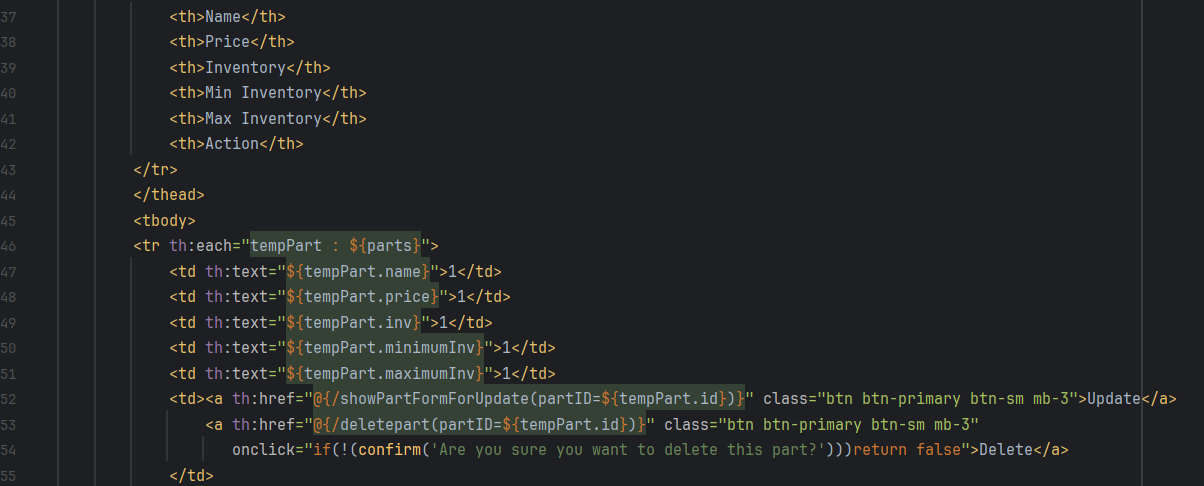 37 <th>Name</th>
38 <th>Price</th>
39 <th>Inventory</th>
40 <th>Min Inventory</th>
41 <th>Max Inventory</th>
42 <th>Action</th>
43 </tr>
44 </thead>
45 <tbody>
46 <tr th:each="tempPart : ${parts}">
47 <td th:text="${tempPart.name}">1</td>
48 <td th:text="${tempPart.price}">1</td>
49 <td th:text="${tempPart.inv}">1</td>
50 <td th:text="${tempPart.minimumInv}">1</td>
51 <td th:text="${tempPart.maximumInv}">1</td>
52 <td><a th:href="@{/showPartFormForUpdate(partID=${tempPart.id})}" class="btn btn-primary btn-sm mb-3">Update</a>
53 <a th:href="@{/deletepart(partID=${tempPart.id})}" class="btn btn-primary btn-sm mb-3"
54 onclick="if(!(confirm('Are you sure you want to delete this part?')))return false">Delete</a>
55 </td>